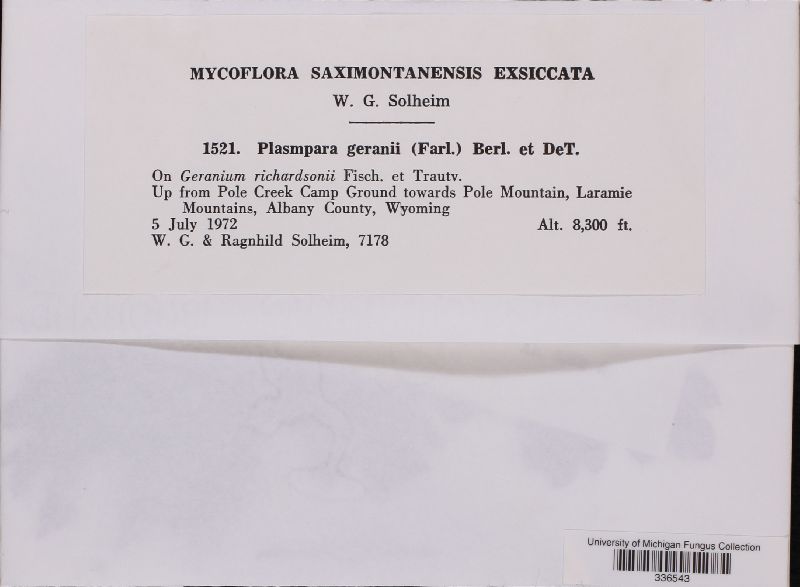 MYCOFLORA SAXIMONTANENSIS EXSICCATA
W. G. Solheim
1521. Plasmpara geranii (Farl.) Berl. et DeT.
On Geranium richardsonii Fisch. et Trautv.
Up from Pole Creek Camp Ground towards Pole Mountain, Laramie
Mountains, Albany County, Wyoming
5 July 1972 Alt. 8,300 ft.
W. G. & Ragnhild Solheim, 7178
University of Michigan Fungus Collection
336543